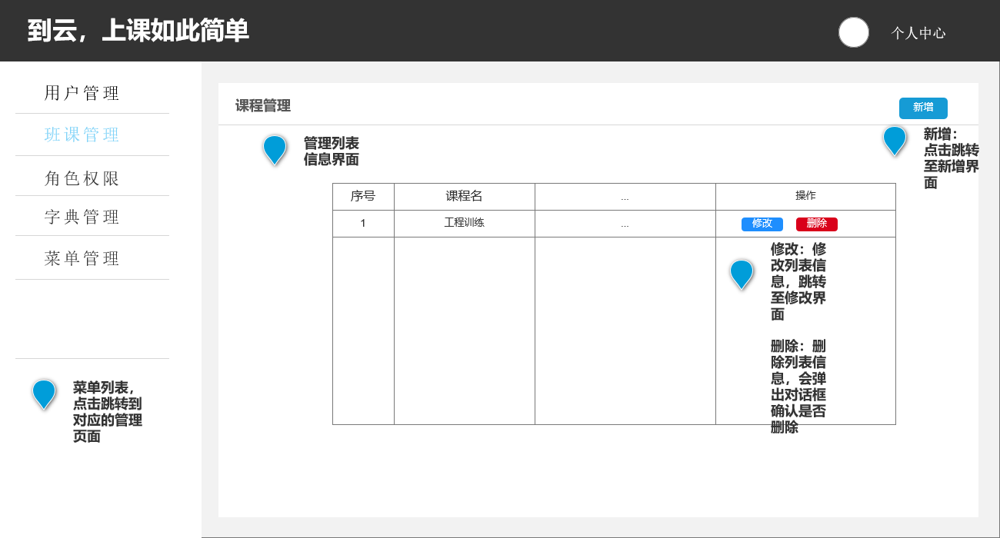 到云，上课如此简单
个人中心
用户管理
班课管理
角色权限
字典管理
菜单管理
菜单列表，
点击跳转到
对应的管理
页面
课程管理
新增
管理列表
信息界面
新增：
点击跳转
至新增界
面
序号 课程名 ... 操作
1 工程训练 ... 修改 删除
修改：修
改列表信
息，跳转
至修改界
面
删除：删
除列表信
息，会弹
出对话框
确认是否
删除